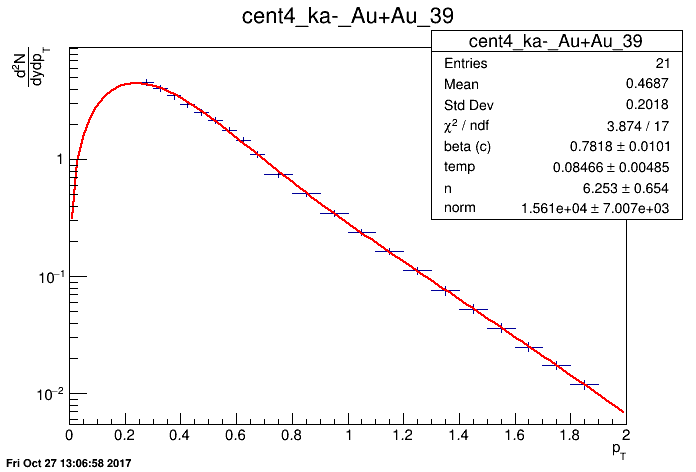 cent4_ka-_Au+Au_39
d²N
dydp_T
cent4_ka-_Au+Au_39
Entries 21
Mean 0.4687
Std Dev 0.2018
χ² / ndf 3.874 / 17
beta (c) 0.7818 ± 0.0101
temp 0.08466 ± 0.00485
n 6.253 ± 0.654
norm 1.561e+04 ± 7.007e+03
1
10⁻¹
10⁻²
0 0.2 0.4 0.6 0.8 1 1.2 1.4 1.6 1.8 2
p_T
Fri Oct 27 13:06:58 2017